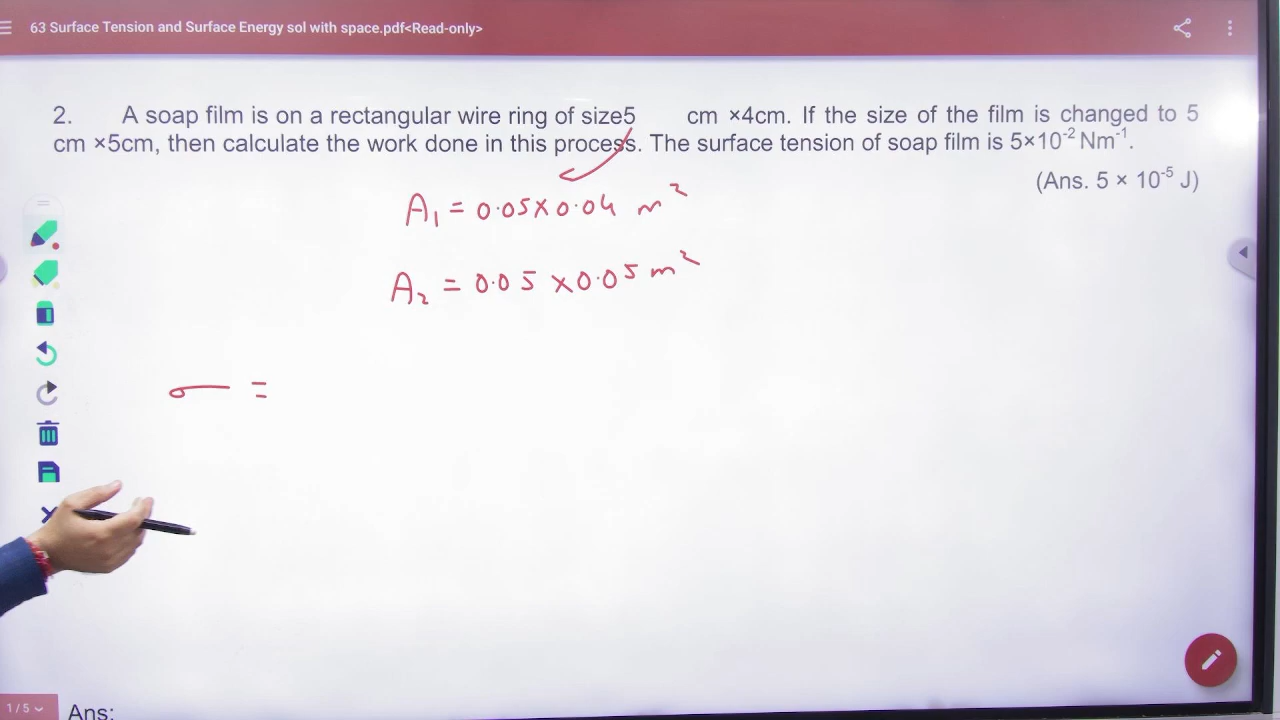 63 Surface Tension and Surface Energy sol with space.pdf<Read-only>
2. A soap film is on a rectangular wire ring of size5 cm ×4cm. If the size of the film is changed to 5
cm ×5cm, then calculate the work done in this process. The surface tension of soap film is 5×10⁻² Nm⁻¹.
(Ans. 5 × 10⁻⁵ J)
A₁ = 0.05×0.04 m²
A₂ = 0.05 ×0.05 m²
σ =
1/5
Ans: